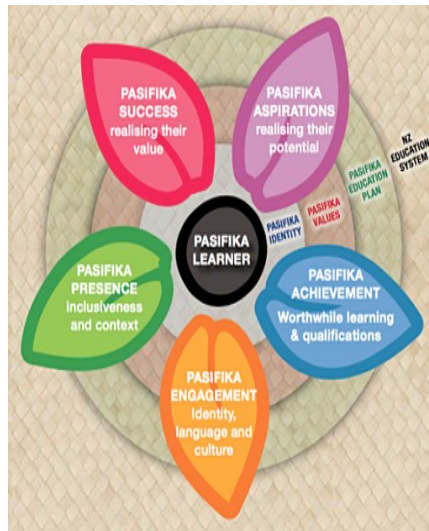 PASIFIKA
SUCCESS
realising their
value
PASIFIKA
ASPIRATIONS
realising their
potential
NZ
EDUCATION
SYSTEM
PASIFIKA
EDUCATION
PLAN
PASIFIKA
VALUES
PASIFIKA
IDENTITY
PASIFIKA
LEARNER
PASIFIKA
PRESENCE
inclusiveness
and context
PASIFIKA
ACHIEVEMENT
Worthwhile learning
& qualifications
PASIFIKA
ENGAGEMENT
Identity,
language and
culture